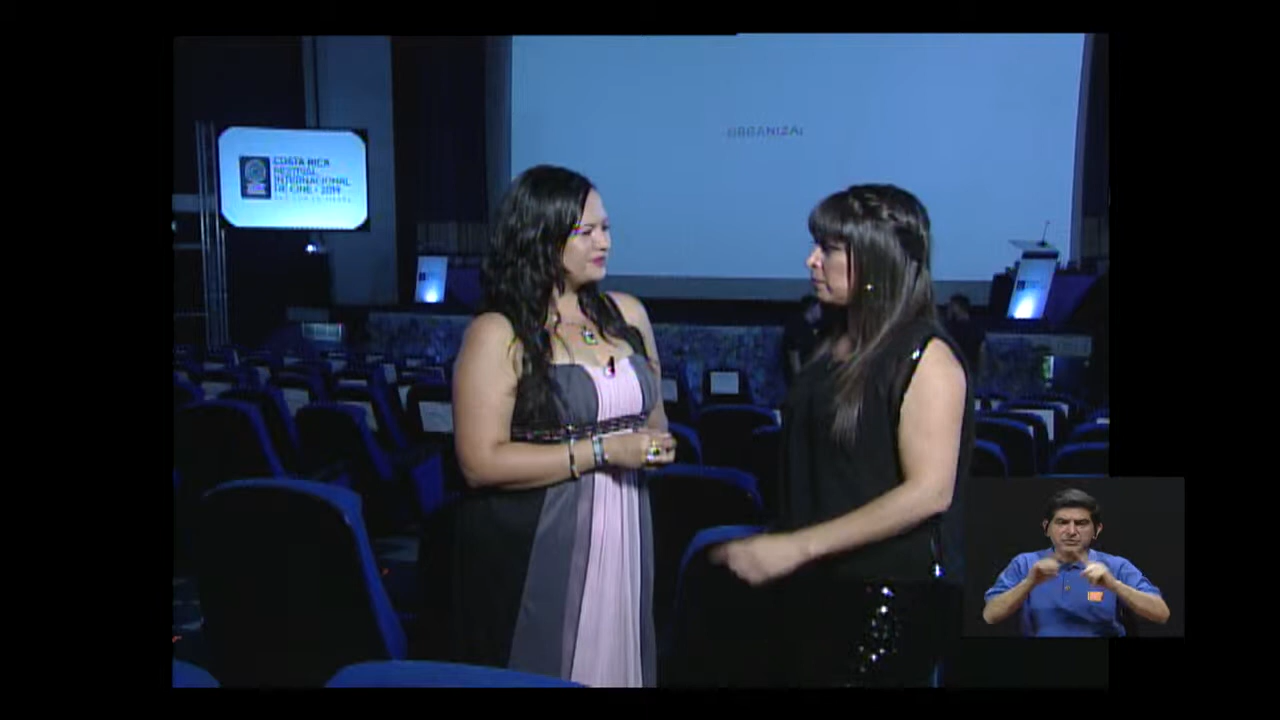 COSTA RICA
FESTIVAL
INTERNACIONAL
DE CINE • 2014
ORGANIZA